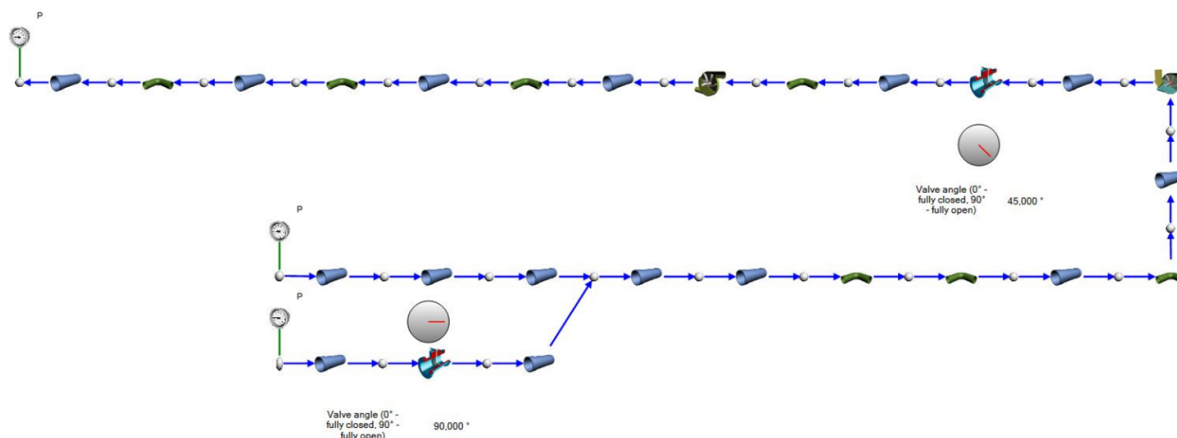 P
Valve angle (0° -
fully closed, 90°
- fully open)
45,000 °
P
P
Valve angle (0° -
fully closed, 90° -
fully open)
90,000 °